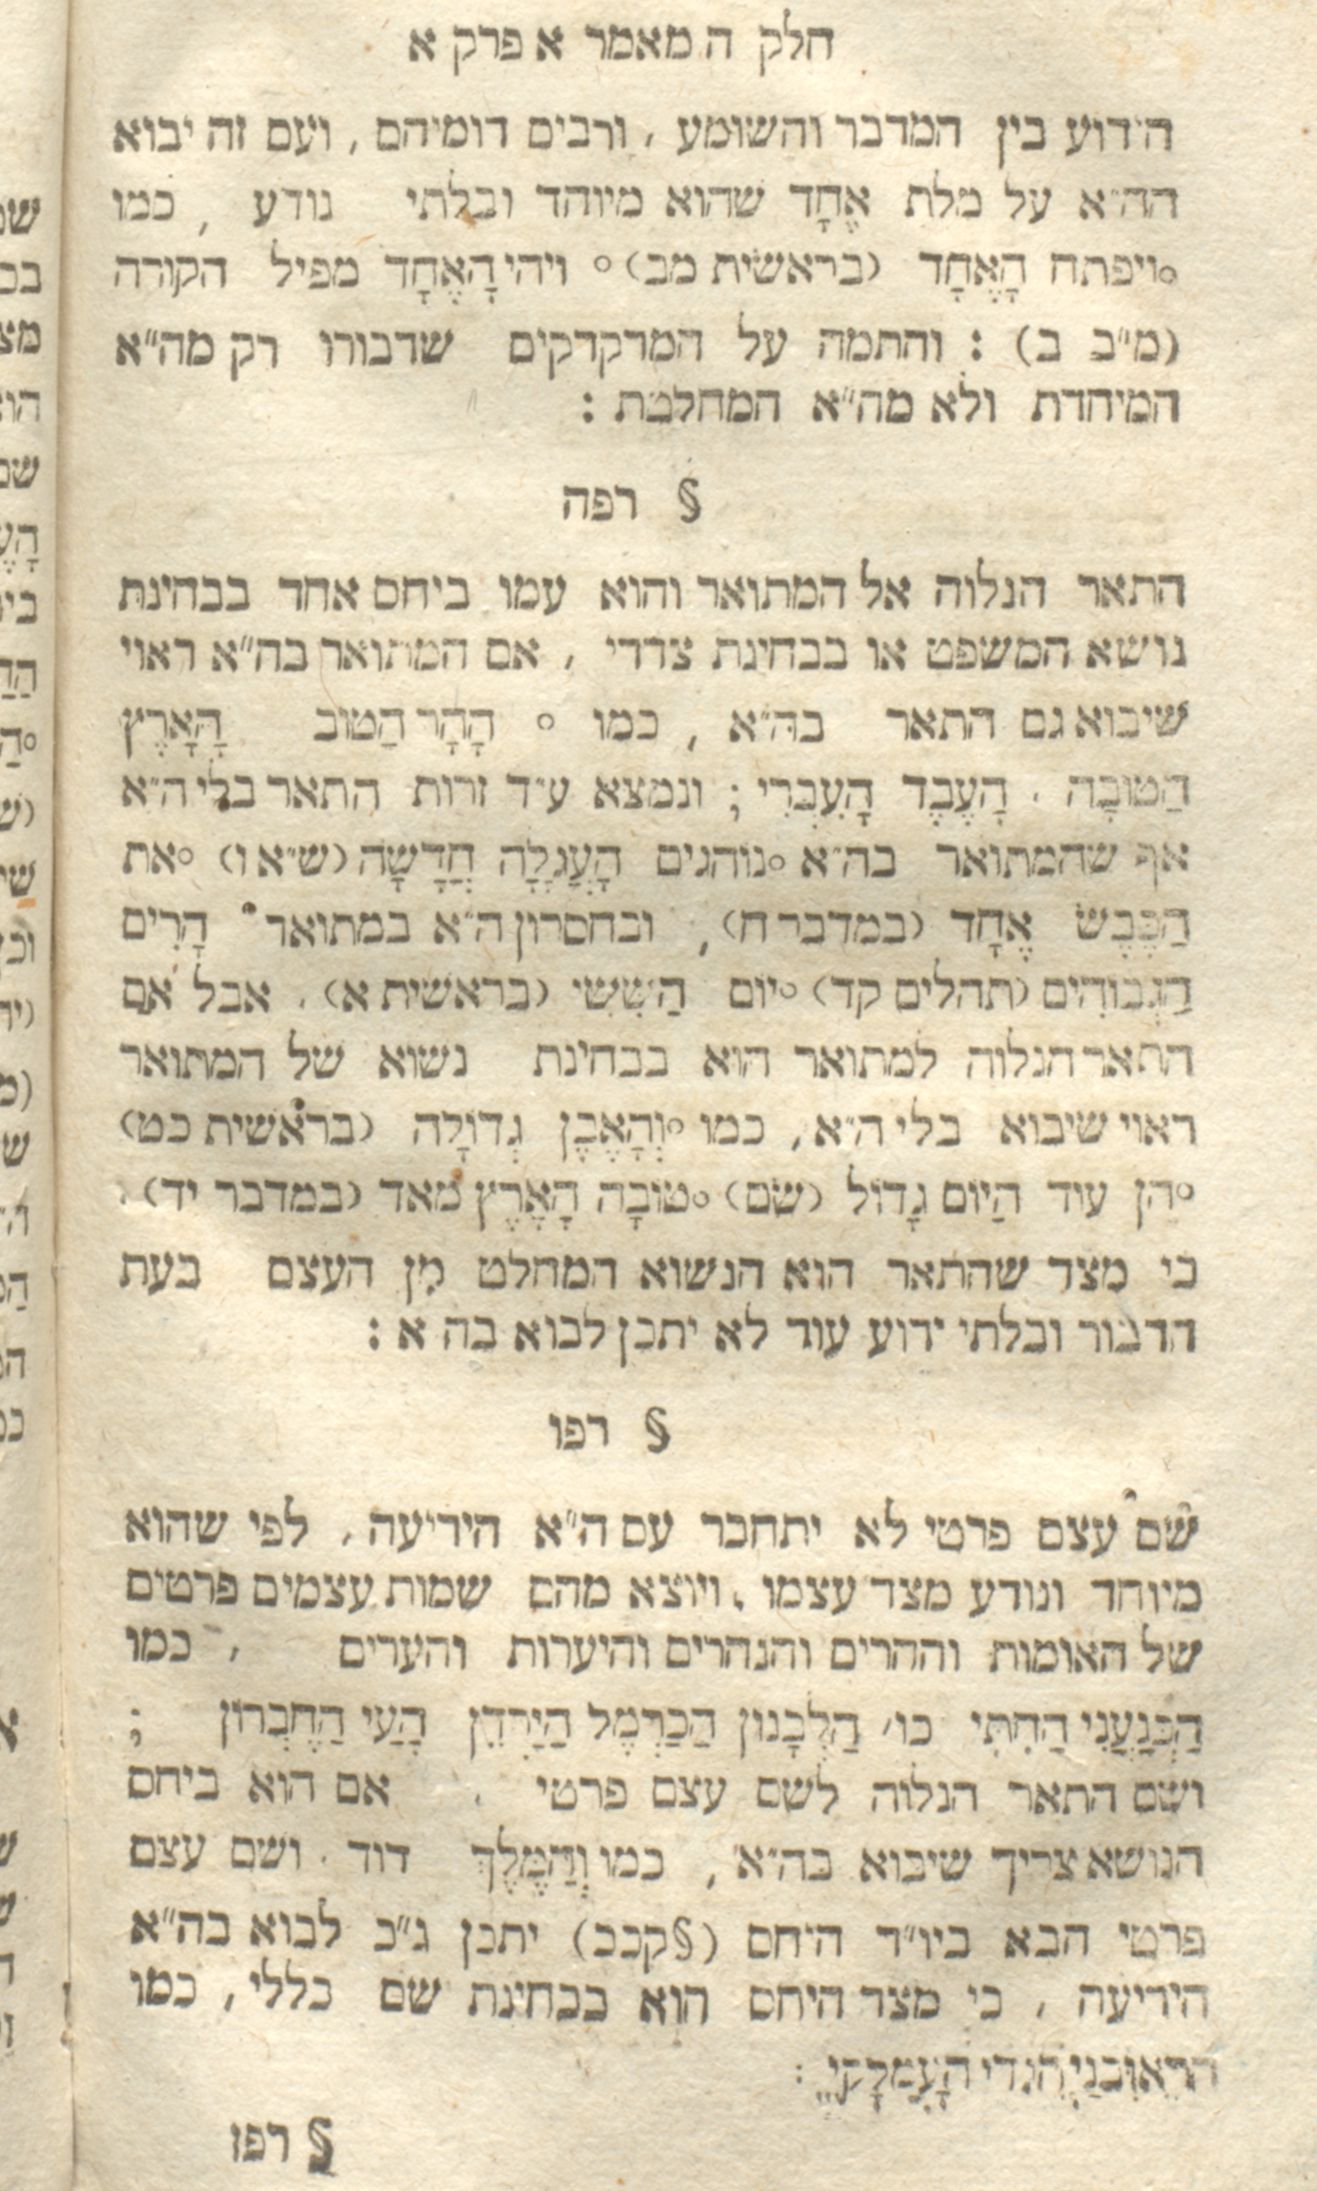 חלק ה מאמר א פרק א
הידוע בין המדבר והשומע , ורבים דומיהם , ועם זה יבוא
הה״א על מלת אֶחָד שהוא מיוחד ובלתי נודע , כמו
○ויפתח הָאֶחָד (בראשית מב) ○ ויהי הָאֶחָד מפיל הקורה
(מ״ב ב) : והתמה על המדקדקים שדבורו רק מה״א
המיחדת ולא מה״א המחלטת :
§ רפה
התאר הנלוה אל המתואר והוא עמו ביחס אחד בבחינת
נושא המשפט או בבחינת צדדי , אם המתואר בה״א ראוי
שיבוא גם התאר בה״א , כמו ○ הָהָר הַטוב הָאָרֶץ
הַטוּבָה . הָעֶבֶד הָעִבְרִי ; ונמצא ע״ד זרות התאר בלי ה״א
אף שהמתואר בה״א ○נוהגים הָעֲגָלָה חֲדָשָה (ש״א ו) ○את
הַכֶּבֶש אֶחָד (במדבר ח) , ובחסרון ה״א במתואר הָרִים
הַגְבוֹהִים (תהלים קד) ○יום הַשִשִי (בראשית א) . אבל אם
התאר הנלוה למתואר הוא בבחינת נשוא של המתואר
ראוי שיבוא בלי ה״א , כמו ○וְהָאֶבֶן גְדוֹלָה (בראשית כט)
○הן עוד הַיוֹם גָדוֹל (שם) ○טוֹבָה הָאָרֶץ מאד (במדבר יד) .
כי מצד שהתאר הוא הנשוא המחלט מן העצם בעת
הדבור ובלתי ידוע עוד לא יתכן לבוא בה א :
§ רפו
שם עצם פרטי לא יתחבר עם ה״א הידיעה , לפי שהוא
מיוחד ונודע מצד עצמו . ויוצא מהם שמות עצמים פרטים
של האומות וההרים והנהרים והיערות והערים , כמו
הַכְּנַעֲנִי הַחִתִּי כו׳ הַלְּבָנוֹן הַכַּרְמֶל הַיַרְדֵן הָעַי הַחֶבְרוֹן ;
ושם התאר הנלוה לשם עצם פרטי . אם הוא ביחס
הנושא צריך שיבוא בה״א , כמו וְהַמֶּלֶךְ דוד . ושם עצם
פרטי הבא ביו״ד היחס (§קכב) יתכן ג״כ לבוא בה״א
הידיעה , כי מצד היחס הוא בבחינת שם כללי , כמו
הראוּבֵנִי הַגדי הָעֲמָלֵקִי :
§ רפז